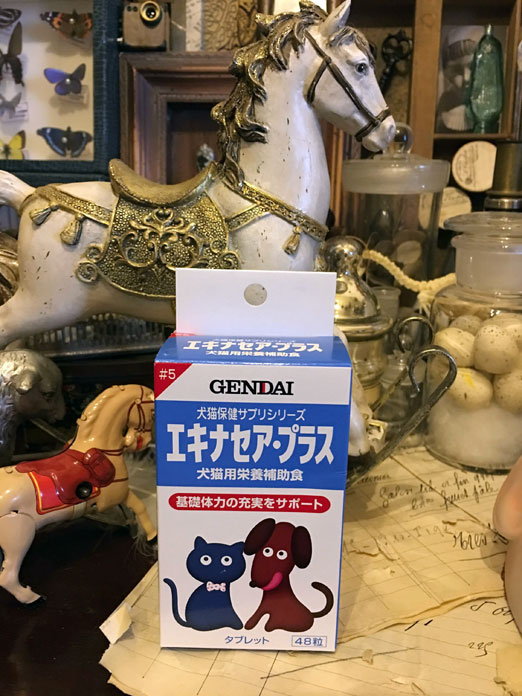 エキナセア・プラス
犬猫用栄養補助食
#5
GENDAI
犬猫保健サプリシリーズ
エキナセア・プラス
犬猫用栄養補助食
基礎体力の充実をサポート
タブレット 48粒